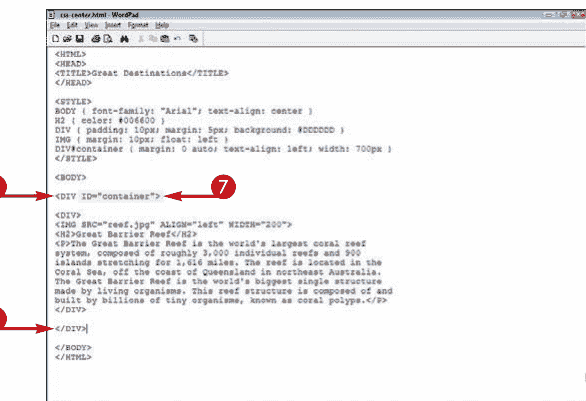 css-center.html - WordPad
File Edit View Insert Format Help
<HTML>
<HEAD>
<TITLE>Great Destinations</TITLE>
</HEAD>
<STYLE>
BODY { font-family: "Arial"; text-align: center }
H2 { color: #006600 }
DIV { padding: 10px; margin: 5px; background: #DDDDDD }
IMG { margin: 10px; float: left }
DIV#container { margin: 0 auto; text-align: left; width: 700px }
</STYLE>
<BODY>
<DIV ID="container">
7
<DIV>
<IMG SRC="reef.jpg" ALIGN="left" WIDTH="200">
<H2>Great Barrier Reef</H2>
<P>The Great Barrier Reef is the world's largest coral reef
system, composed of roughly 3,000 individual reefs and 900
islands stretching for 1,616 miles. The reef is located in the
Coral Sea, off the coast of Queensland in northeast Australia.
The Great Barrier Reef is the world's biggest single structure
made by living organisms. This reef structure is composed of and
built by billions of tiny organisms, known as coral polyps.</P>
</DIV>
</DIV>
</BODY>
</HTML>